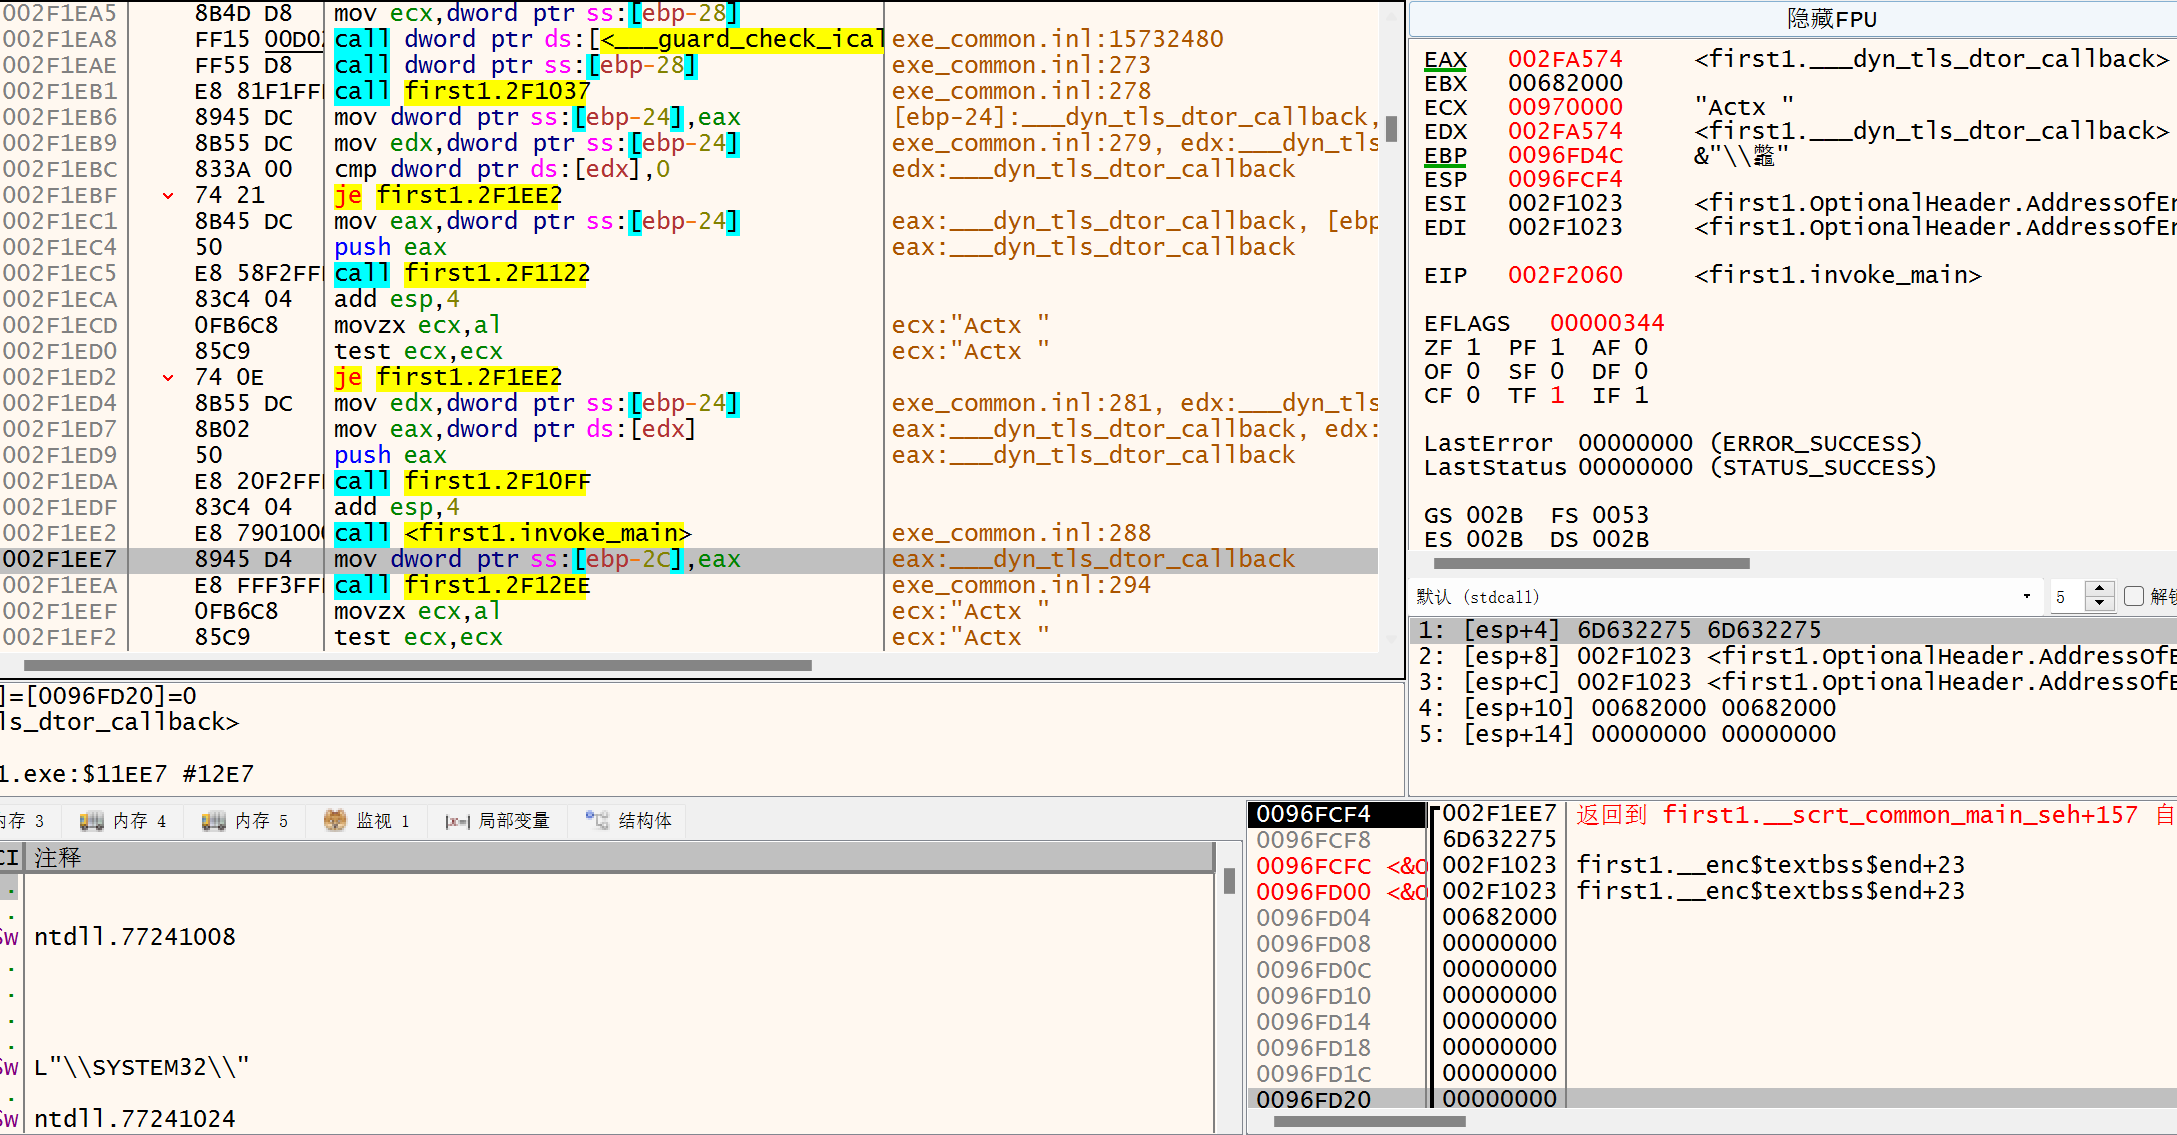 002F1EA5 8B4D D8 mov ecx,dword ptr ss:[ebp-28]
002F1EA8 FF15 00D0 call dword ptr ds:[<___guard_check_ical exe_common.inl:15732480
002F1EAE FF55 D8 call dword ptr ss:[ebp-28] exe_common.inl:273
002F1EB1 E8 81F1FF call first1.2F1037 exe_common.inl:278
002F1EB6 8945 DC mov dword ptr ss:[ebp-24],eax [ebp-24]:___dyn_tls_dtor_callback,
002F1EB9 8B55 DC mov edx,dword ptr ss:[ebp-24] exe_common.inl:279, edx:___dyn_tls
002F1EBC 833A 00 cmp dword ptr ds:[edx],0 edx:___dyn_tls_dtor_callback
002F1EBF 74 21 je first1.2F1EE2
002F1EC1 8B45 DC mov eax,dword ptr ss:[ebp-24] eax:___dyn_tls_dtor_callback, [ebp
002F1EC4 50 push eax eax:___dyn_tls_dtor_callback
002F1EC5 E8 58F2FF call first1.2F1122
002F1ECA 83C4 04 add esp,4
002F1ECD 0FB6C8 movzx ecx,al ecx:"Actx "
002F1ED0 85C9 test ecx,ecx ecx:"Actx "
002F1ED2 74 0E je first1.2F1EE2
002F1ED4 8B55 DC mov edx,dword ptr ss:[ebp-24] exe_common.inl:281, edx:___dyn_tls
002F1ED7 8B02 mov eax,dword ptr ds:[edx] eax:___dyn_tls_dtor_callback, edx:
002F1ED9 50 push eax eax:___dyn_tls_dtor_callback
002F1EDA E8 20F2FF call first1.2F10FF
002F1EDF 83C4 04 add esp,4
002F1EE2 E8 790100 call <first1.invoke_main> exe_common.inl:288
002F1EE7 8945 D4 mov dword ptr ss:[ebp-2C],eax eax:___dyn_tls_dtor_callback
002F1EEA E8 FFF3FF call first1.2F12EE exe_common.inl:294
002F1EEF 0FB6C8 movzx ecx,al ecx:"Actx "
002F1EF2 85C9 test ecx,ecx ecx:"Actx "
]=[0096FD20]=0
ls_dtor_callback>
1.exe:$11EE7 #12E7
隐藏FPU
EAX 002FA574 <first1.___dyn_tls_dtor_callback>
EBX 00682000
ECX 00970000 "Actx "
EDX 002FA574 <first1.___dyn_tls_dtor_callback>
EBP 0096FD4C &"\\鼈"
ESP 0096FCF4
ESI 002F1023 <first1.OptionalHeader.AddressOfEn
EDI 002F1023 <first1.OptionalHeader.AddressOfEn
EIP 002F2060 <first1.invoke_main>
EFLAGS 00000344
ZF 1 PF 1 AF 0
OF 0 SF 0 DF 0
CF 0 TF 1 IF 1
LastError 00000000 (ERROR_SUCCESS)
LastStatus 00000000 (STATUS_SUCCESS)
GS 002B FS 0053
ES 002B DS 002B
默认 (stdcall) 5 解锁
1: [esp+4] 6D632275 6D632275
2: [esp+8] 002F1023 <first1.OptionalHeader.AddressOfE
3: [esp+C] 002F1023 <first1.OptionalHeader.AddressOfE
4: [esp+10] 00682000 00682000
5: [esp+14] 00000000 00000000
内存 3 内存 4 内存 5 监视 1 |x=| 局部变量 结构体
CI 注释
ntdll.77241008
L"\\SYSTEM32\\"
ntdll.77241024
0096FCF4 002F1EE7 返回到 first1.__scrt_common_main_seh+157 自
0096FCF8 6D632275
0096FCFC <&O 002F1023 first1.__enc$textbss$end+23
0096FD00 <&O 002F1023 first1.__enc$textbss$end+23
0096FD04 00682000
0096FD08 00000000
0096FD0C 00000000
0096FD10 00000000
0096FD14 00000000
0096FD18 00000000
0096FD1C 00000000
0096FD20 00000000